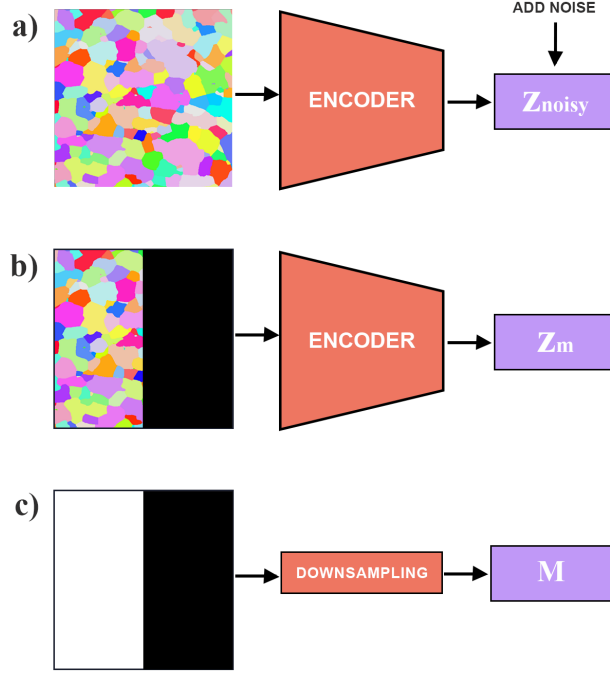 ADD NOISE
a)
ENCODER
Znoisy
b)
ENCODER
Zm
c)
DOWNSAMPLING
M